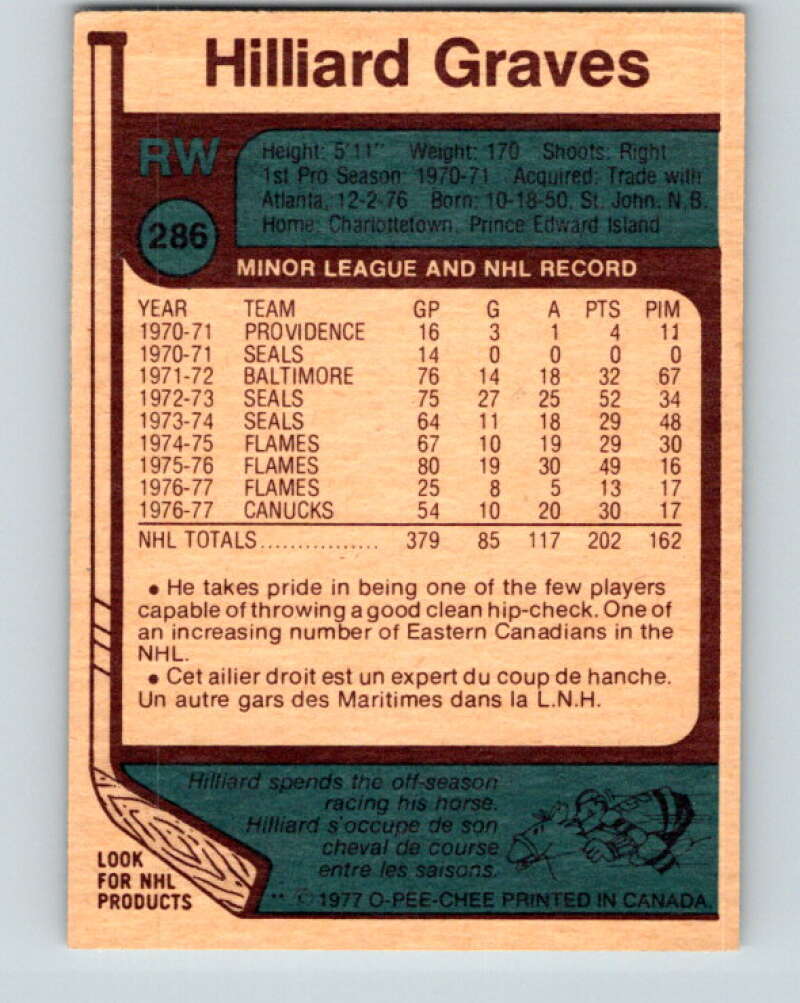 Hilliard Graves
RW
Height: 5'11" Weight: 170 Shoots: Right
1st Pro Season: 1970-71 Acquired: Trade with
Atlanta, 12-2-76 Born: 10-18-50, St. John, N.B.
Home: Charlottetown, Prince Edward Island
286
MINOR LEAGUE AND NHL RECORD
YEAR TEAM GP G A PTS PIM
1970-71 PROVIDENCE 16 3 1 4 11
1970-71 SEALS 14 0 0 0 0
1971-72 BALTIMORE 76 14 18 32 67
1972-73 SEALS 75 27 25 52 34
1973-74 SEALS 64 11 18 29 48
1974-75 FLAMES 67 10 19 29 30
1975-76 FLAMES 80 19 30 49 16
1976-77 FLAMES 25 8 5 13 17
1976-77 CANUCKS 54 10 20 30 17
NHL TOTALS................ 379 85 117 202 162
• He takes pride in being one of the few players
capable of throwing a good clean hip-check. One of
an increasing number of Eastern Canadians in the
NHL.
• Cet ailier droit est un expert du coup de hanche.
Un autre gars des Maritimes dans la L.N.H.
Hilliard spends the off-season
racing his horse.
Hilliard s'occupe de son
cheval de course
entre les saisons.
LOOK
FOR NHL
PRODUCTS
** © 1977 O-PEE-CHEE PRINTED IN CANADA.